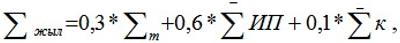 ∑ жыл = 0,3 * ∑ т + 0,6 * ∑̄ ИП + 0,1 * ∑̄ к ,